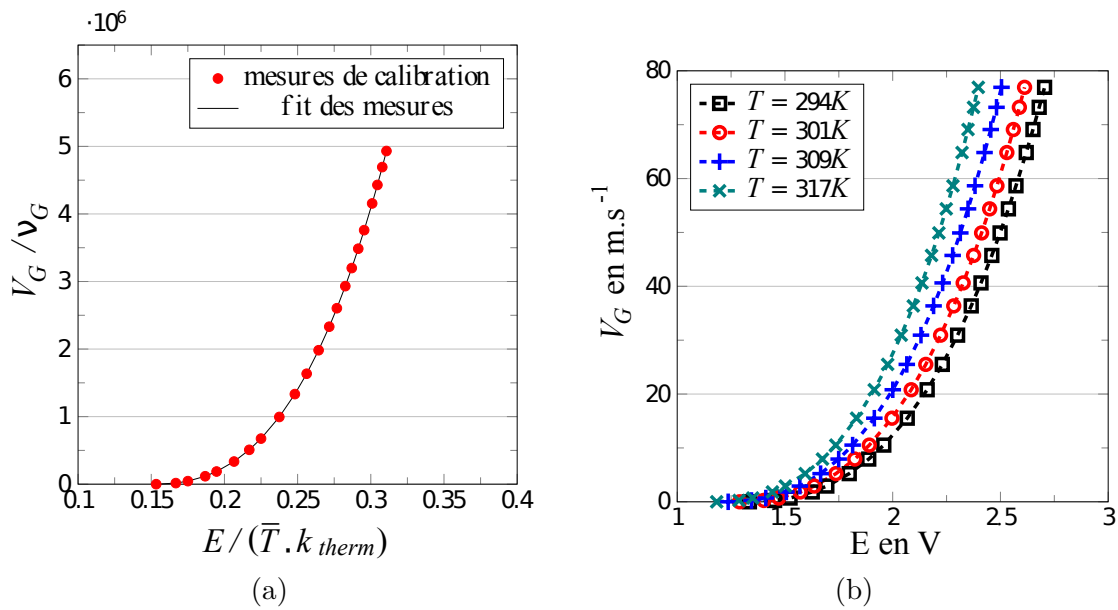 ·10⁶
6
5
4
3
2
1
0
V_G / ν_G
mesures de calibration
fit des mesures
0.1 0.15 0.2 0.25 0.3 0.35 0.4
E / (T̅ . k_therm)
(a)
80
60
40
20
0
V_G en m.s⁻¹
T = 294K
T = 301K
T = 309K
T = 317K
1 1.5 2 2.5 3
E en V
(b)